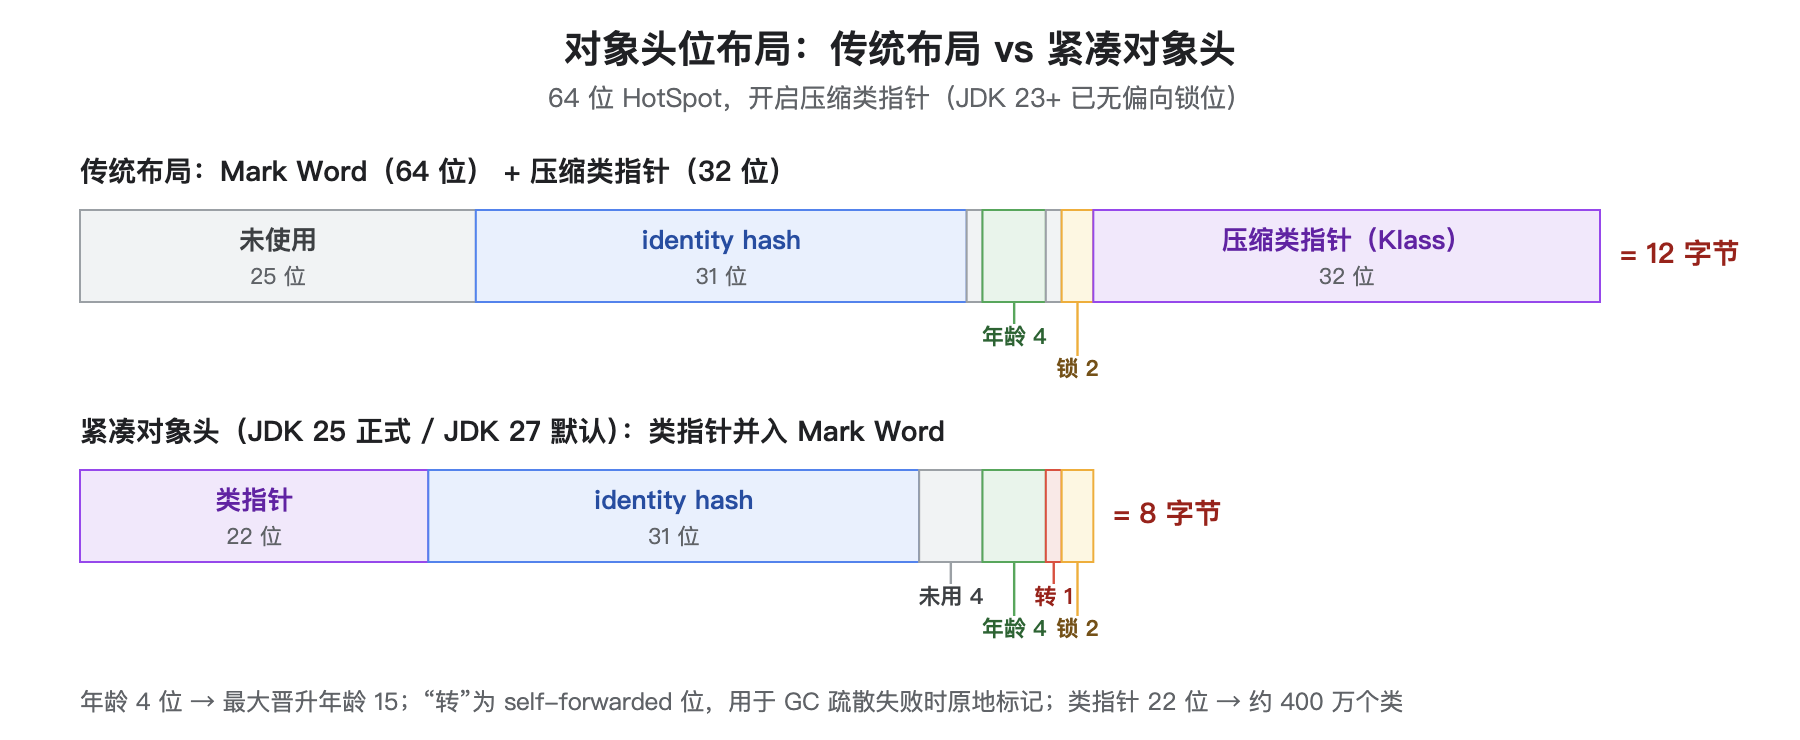 对象头位布局：传统布局 vs 紧凑对象头
64 位 HotSpot，开启压缩类指针（JDK 23+ 已无偏向锁位）
传统布局：Mark Word（64 位） + 压缩类指针（32 位）
未使用
25 位
identity hash
31 位
压缩类指针（Klass）
32 位
= 12 字节
年龄 4
锁 2
紧凑对象头（JDK 25 正式 / JDK 27 默认）：类指针并入 Mark Word
类指针
22 位
identity hash
31 位
= 8 字节
未用 4
转 1
年龄 4
锁 2
年龄 4 位 → 最大晋升年龄 15；“转”为 self-forwarded 位，用于 GC 疏散失败时原地标记；类指针 22 位 → 约 400 万个类